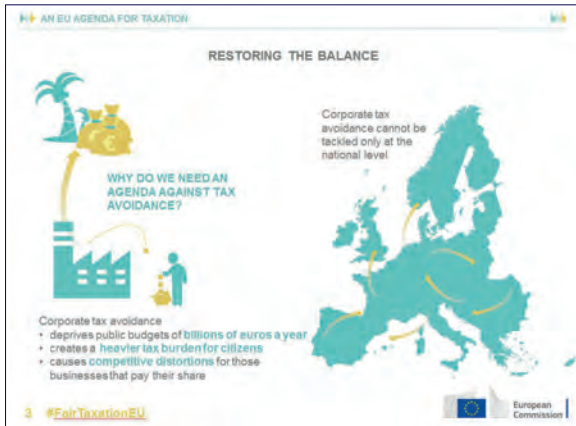 AN EU AGENDA FOR TAXATION
RESTORING THE BALANCE
WHY DO WE NEED AN
AGENDA AGAINST TAX
AVOIDANCE?
Corporate tax avoidance
• deprives public budgets of billions of euros a year
• creates a heavier tax burden for citizens
• causes competitive distortions for those
businesses that pay their share
Corporate tax
avoidance cannot be
tackled only at the
national level
3 #FairTaxationEU
European
Commission